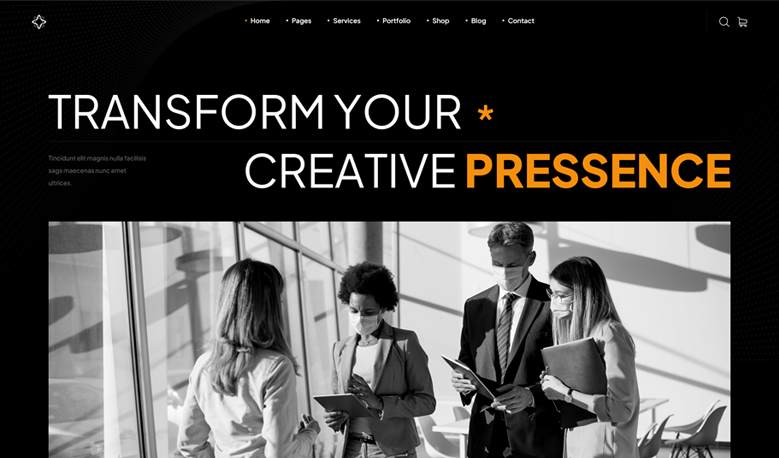 Home Pages Services Portfolio Shop Blog Contact
TRANSFORM YOUR *
CREATIVE PRESSENCE
Tincidunt elit magnis nulla facilisis
sags maecenas nunc amet
ultrices.